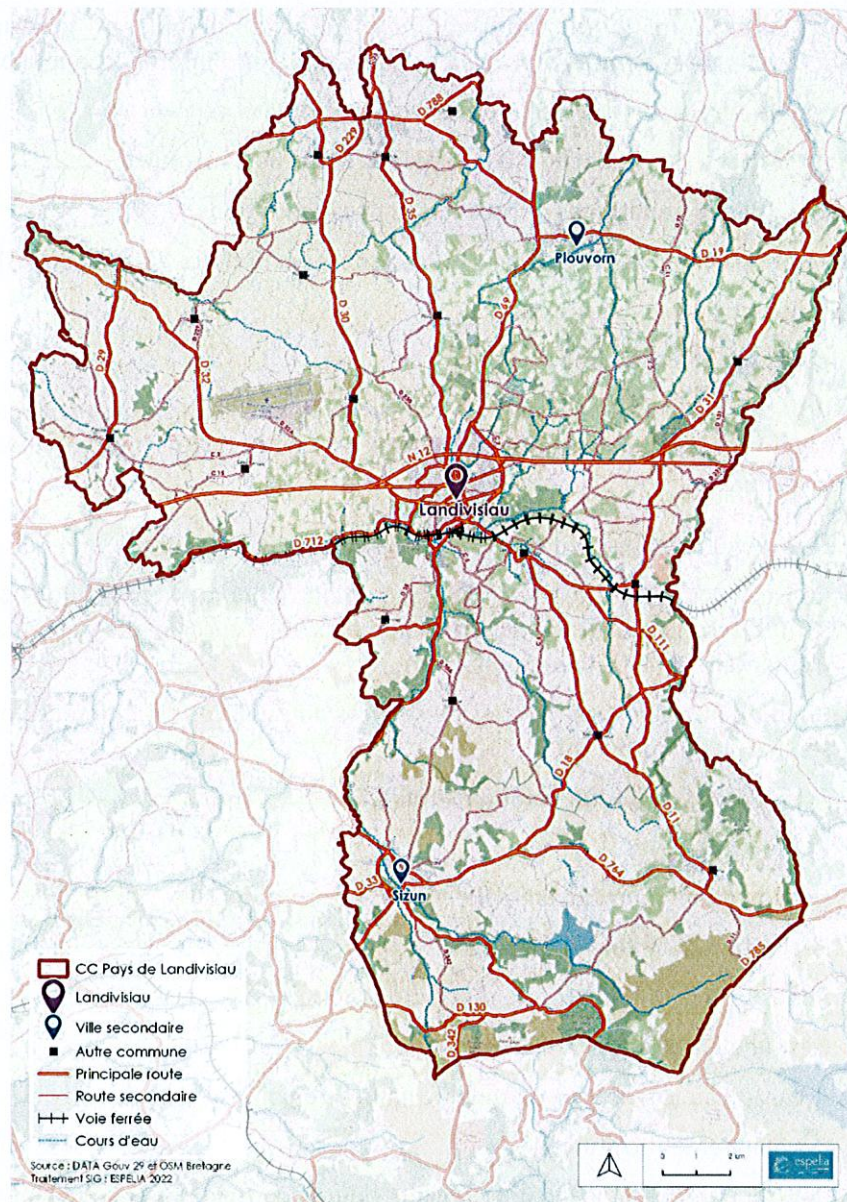 D 788
D 229
D 35
Plouvorn
D 19
D 69
D 30
D 29
D 32
D 31
N 12
Landivisiau
D 712
D 111
D 18
D 11
D 764
D 33
Sizun
D 785
D 130
D 342
CC Pays de Landivisiau
Landivisiau
Ville secondaire
Autre commune
Principale route
Route secondaire
Voie ferrée
Cours d'eau
Source : DATA Gouv 29 et OSM Bretagne
Traitement SIG : ESPELIA 2022
0 1 2 km
espelia